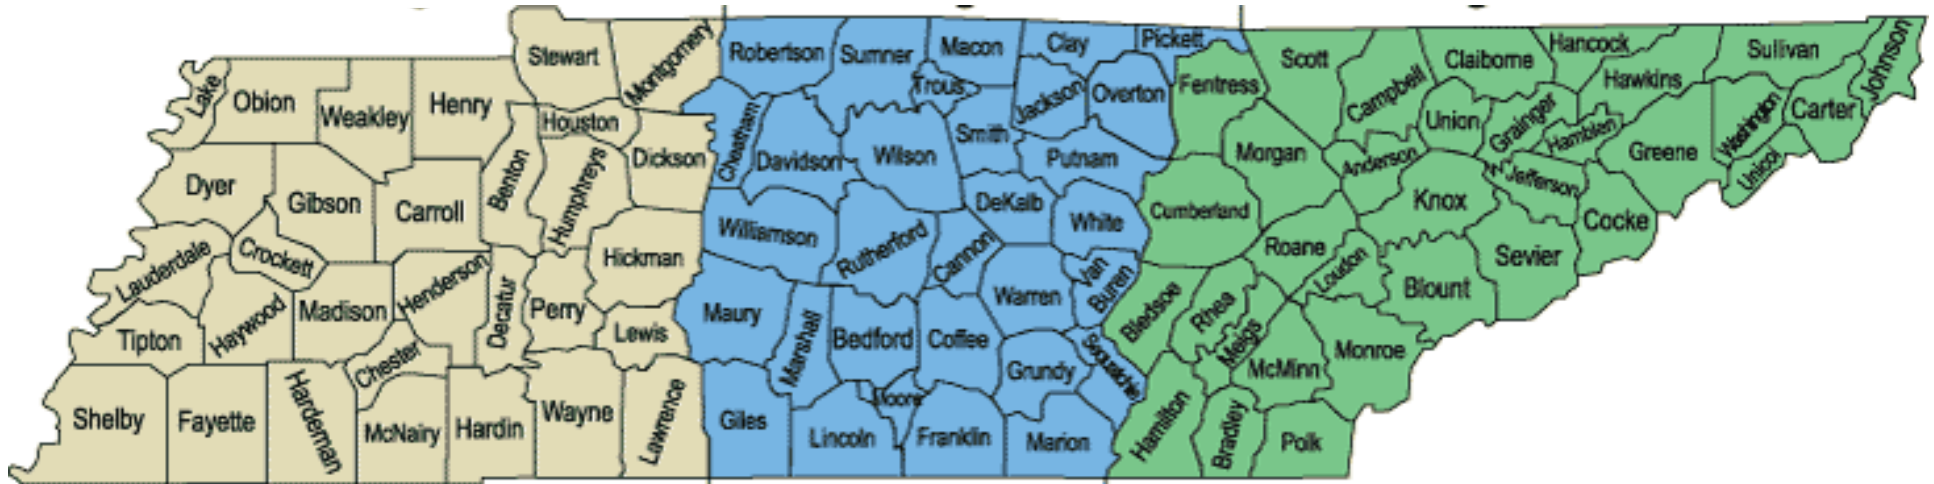 Stewart
Montgomery
Robertson
Sumner
Macon
Clay
Pickett
Trous
Jackson
Overton
Fentress
Scott
Campbell
Claiborne
Hancock
Hawkins
Sullivan
Johnson
Carter
Washington
Unicoi
Greene
Hamblen
Grainger
Union
Anderson
Morgan
Lake
Obion
Weakley
Henry
Houston
Dickson
Cheatham
Davidson
Wilson
Smith
Putnam
Dyer
Gibson
Carroll
Benton
Humphreys
Hickman
Williamson
Rutherford
Cannon
DeKalb
White
Cumberland
Roane
Loudon
Knox
Jefferson
Cocke
Sevier
Blount
Lauderdale
Crockett
Haywood
Madison
Henderson
Decatur
Perry
Lewis
Maury
Marshall
Bedford
Coffee
Warren
Van
Buren
Bledsoe
Rhea
Meigs
McMinn
Monroe
Tipton
Chester
Grundy
Sequatchie
Shelby
Fayette
Hardeman
McNairy
Hardin
Wayne
Lawrence
Giles
Lincoln
Moore
Franklin
Marion
Hamilton
Bradley
Polk